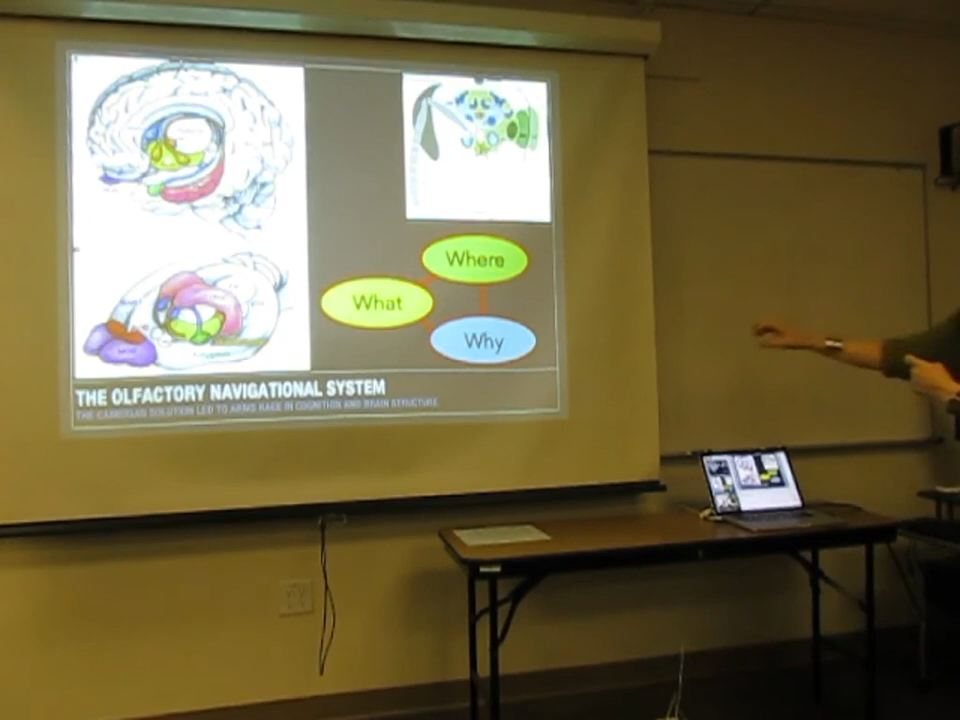 Where
What
Why
THE OLFACTORY NAVIGATIONAL SYSTEM
THE CAMBRIAN SOLUTION LED TO ARMS RACE IN COGNITION AND BRAIN STRUCTURE